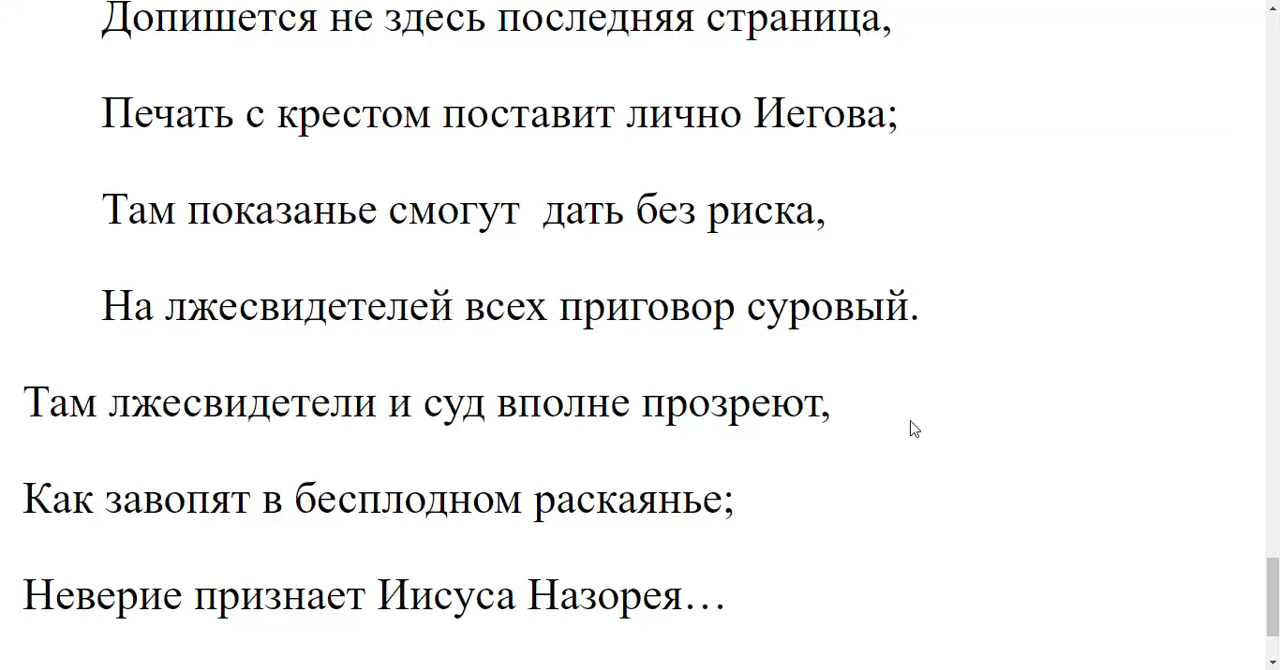 Допишется не здесь последняя страница,
Печать с крестом поставит лично Иегова;
Там показанье смогут дать без риска,
На лжесвидетелей всех приговор суровый.
Там лжесвидетели и суд вполне прозреют,
Как завопят в бесплодном раскаянье;
Неверие признает Иисуса Назорея…